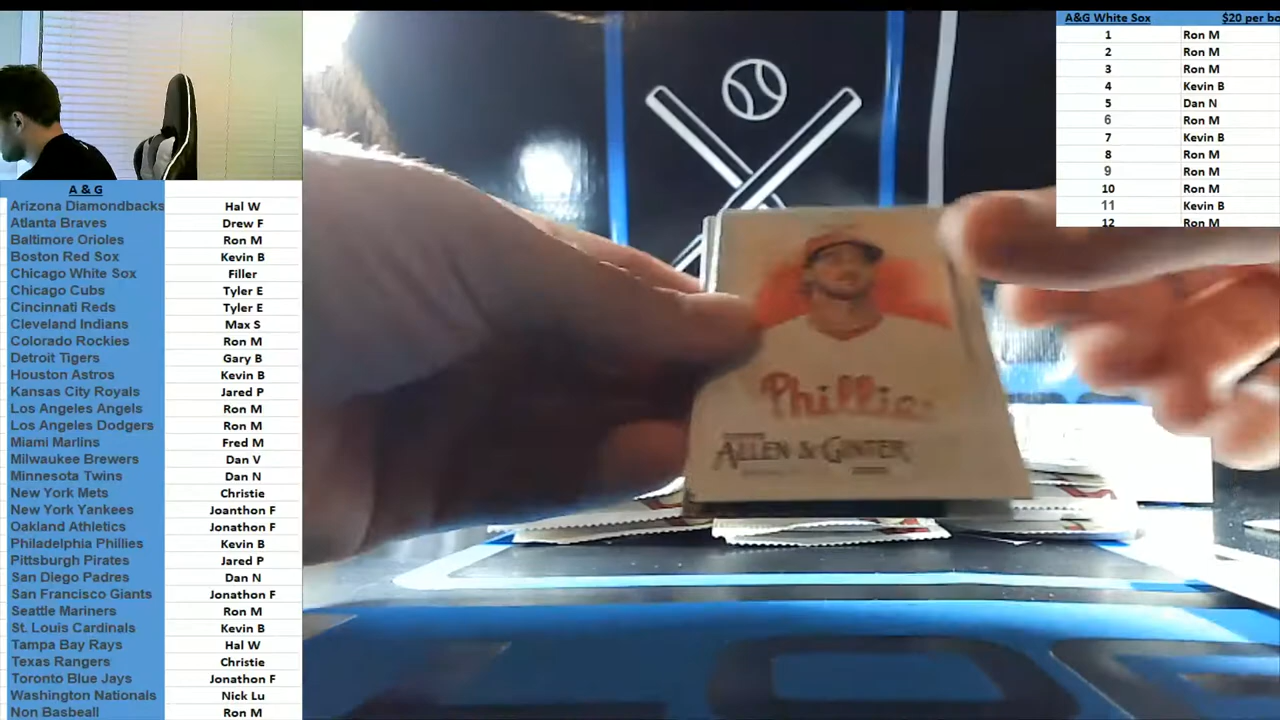 A & G
Arizona Diamondbacks Hal W
Atlanta Braves Drew F
Baltimore Orioles Ron M
Boston Red Sox Kevin B
Chicago White Sox Filler
Chicago Cubs Tyler E
Cincinnati Reds Tyler E
Cleveland Indians Max S
Colorado Rockies Ron M
Detroit Tigers Gary B
Houston Astros Kevin B
Kansas City Royals Jared P
Los Angeles Angels Ron M
Los Angeles Dodgers Ron M
Miami Marlins Fred M
Milwaukee Brewers Dan V
Minnesota Twins Dan N
New York Mets Christie
New York Yankees Joanthon F
Oakland Athletics Jonathon F
Philadelphia Phillies Kevin B
Pittsburgh Pirates Jared P
San Diego Padres Dan N
San Francisco Giants Jonathon F
Seattle Mariners Ron M
St. Louis Cardinals Kevin B
Tampa Bay Rays Hal W
Texas Rangers Christie
Toronto Blue Jays Jonathon F
Washington Nationals Nick Lu
Non Basbeall Ron M
Phillies
ALLEN & GINTER
A&G White Sox $20 per bo
1 Ron M
2 Ron M
3 Ron M
4 Kevin B
5 Dan N
6 Ron M
7 Kevin B
8 Ron M
9 Ron M
10 Ron M
11 Kevin B
12 Ron M